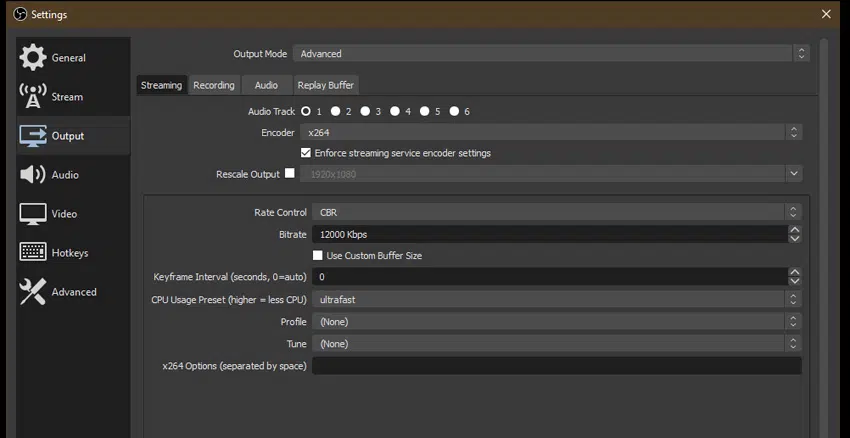 Settings
General
Stream
Output
Audio
Video
Hotkeys
Advanced
Output Mode Advanced
Streaming Recording Audio Replay Buffer
Audio Track 1 2 3 4 5 6
Encoder x264
Enforce streaming service encoder settings
Rescale Output 1920x1080
Rate Control CBR
Bitrate 12000 Kbps
Use Custom Buffer Size
Keyframe Interval (seconds, 0=auto) 0
CPU Usage Preset (higher = less CPU) ultrafast
Profile (None)
Tune (None)
x264 Options (separated by space)